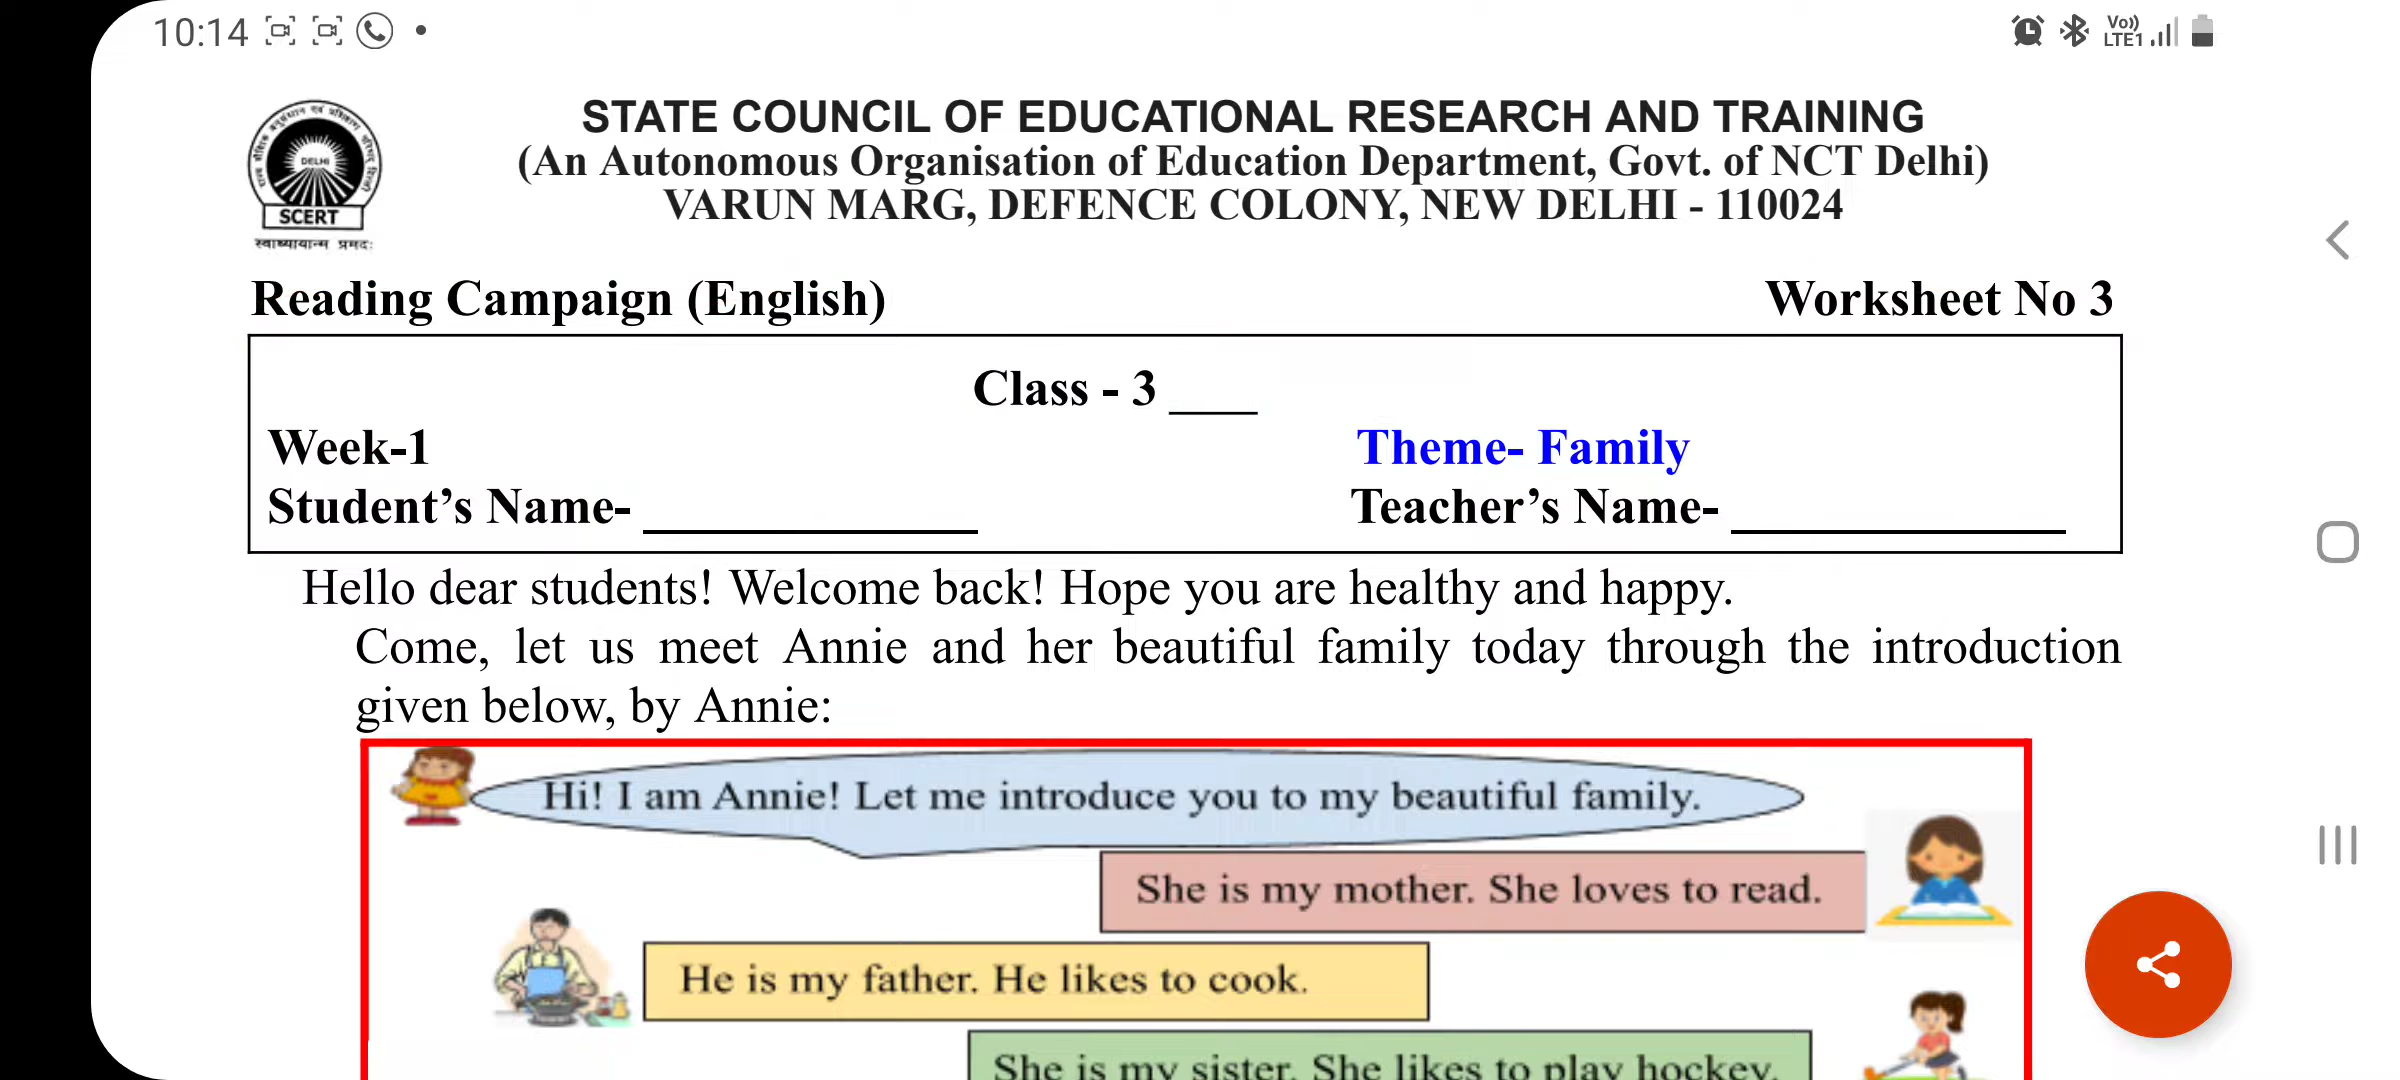 10:14
Vo))
LTE1
STATE COUNCIL OF EDUCATIONAL RESEARCH AND TRAINING
(An Autonomous Organisation of Education Department, Govt. of NCT Delhi)
VARUN MARG, DEFENCE COLONY, NEW DELHI - 110024
DELHI
SCERT
Reading Campaign (English)
Worksheet No 3
Class - 3 ____
Week-1
Theme- Family
Student’s Name- ____________
Teacher’s Name- ____________
Hello dear students! Welcome back! Hope you are healthy and happy.
Come, let us meet Annie and her beautiful family today through the introduction
given below, by Annie:
Hi! I am Annie! Let me introduce you to my beautiful family.
She is my mother. She loves to read.
He is my father. He likes to cook.
She is my sister. She likes to play hockey.